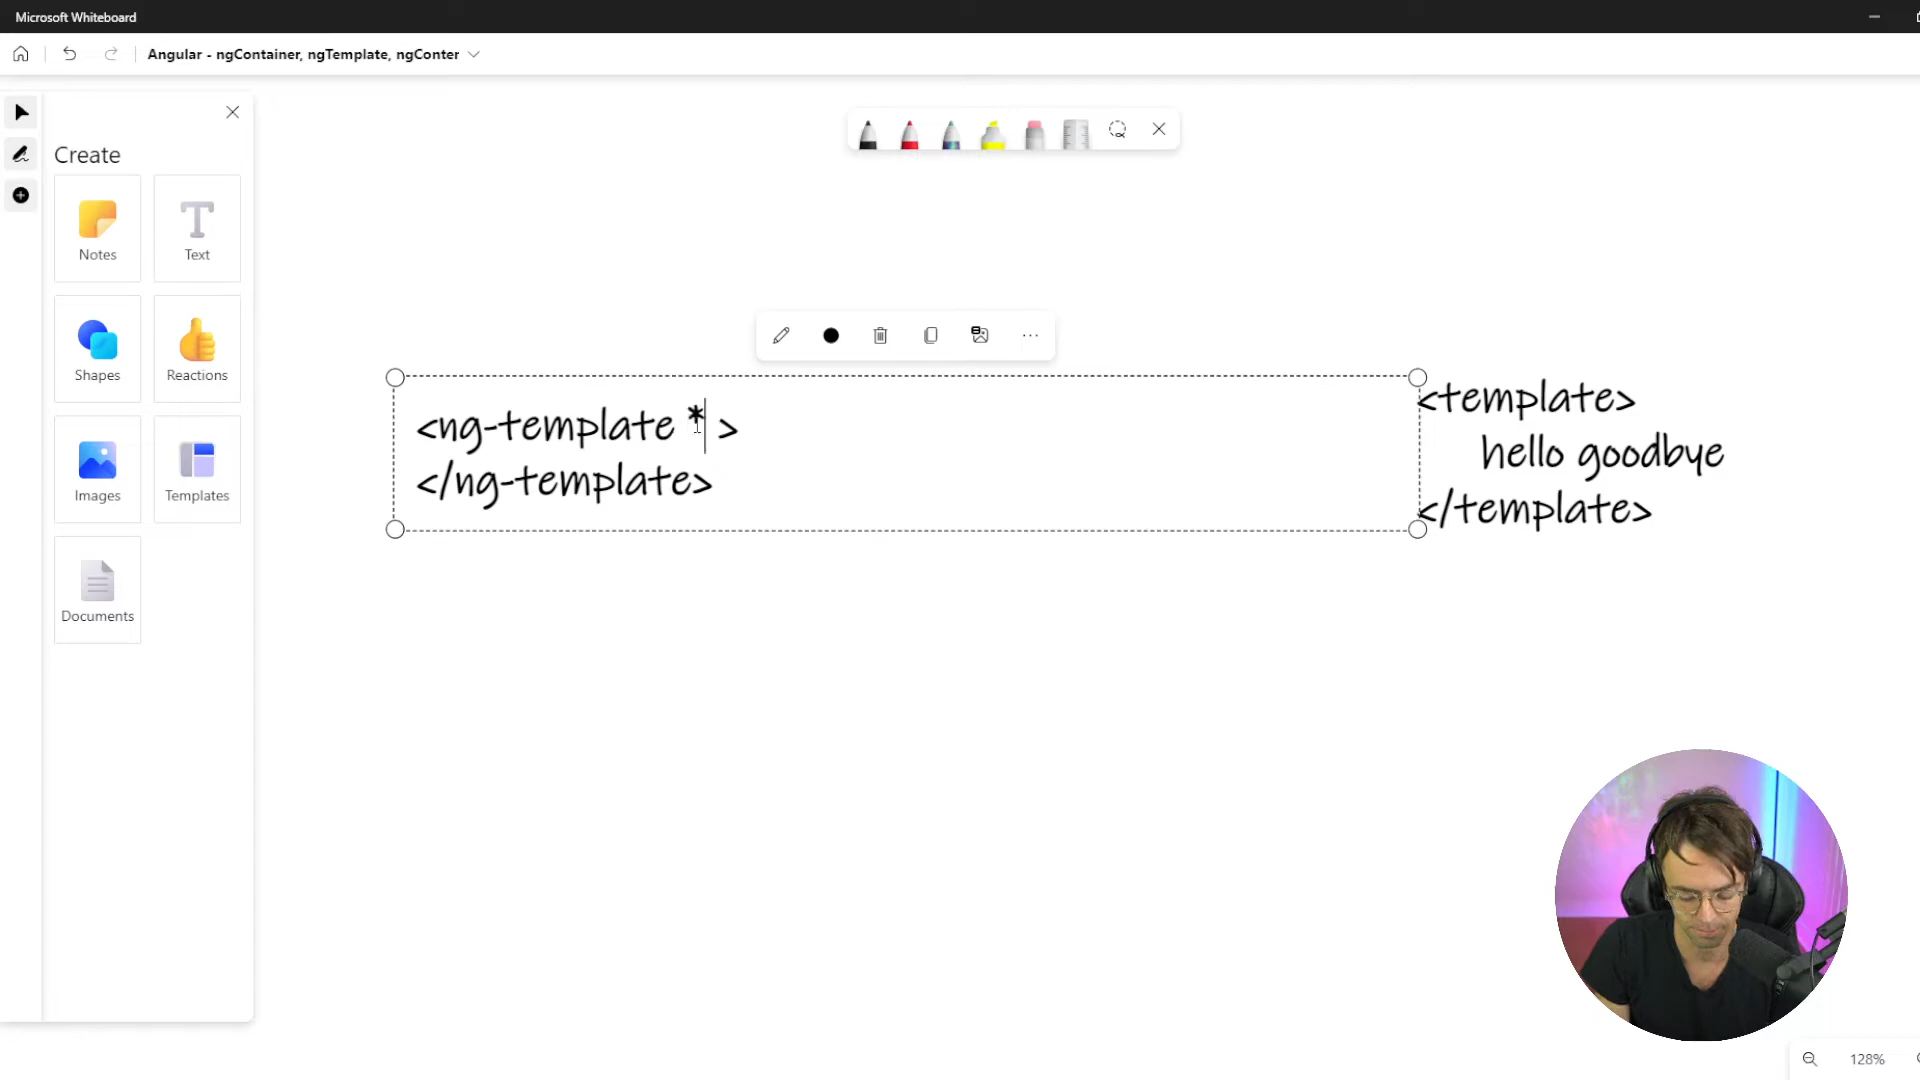 Microsoft Whiteboard
Angular - ngContainer, ngTemplate, ngConter
Create
Notes
Text
Shapes
Reactions
Images
Templates
Documents
<ng-template * >
</ng-template>
<template>
hello goodbye
</template>
128%